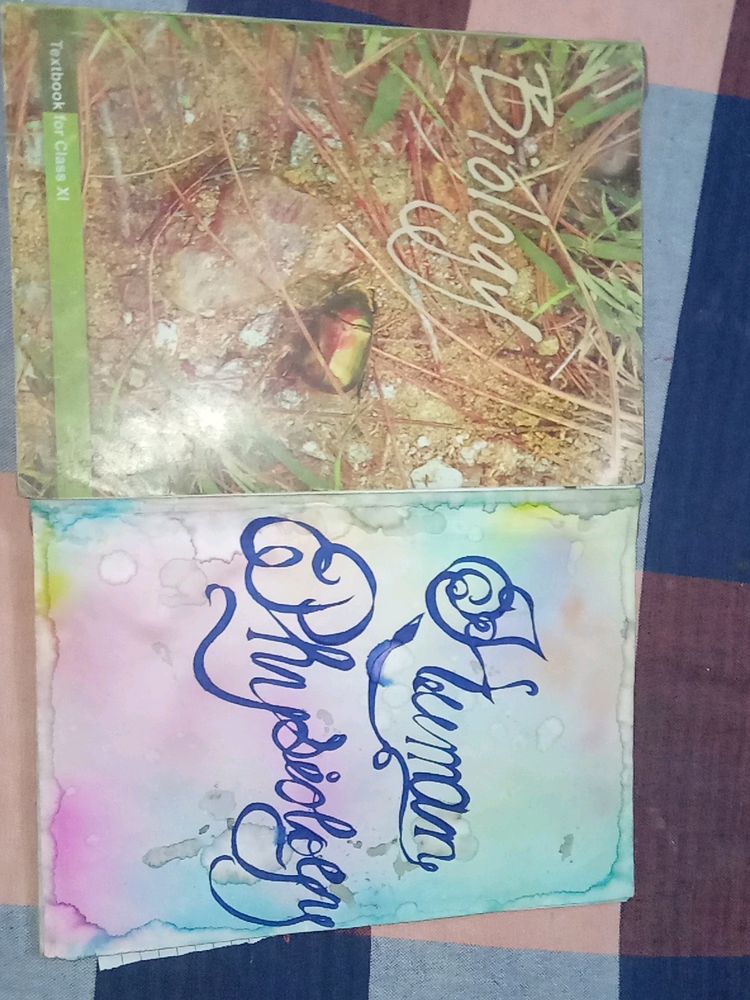 Biology
Textbook for Class XI
Human
Physiology